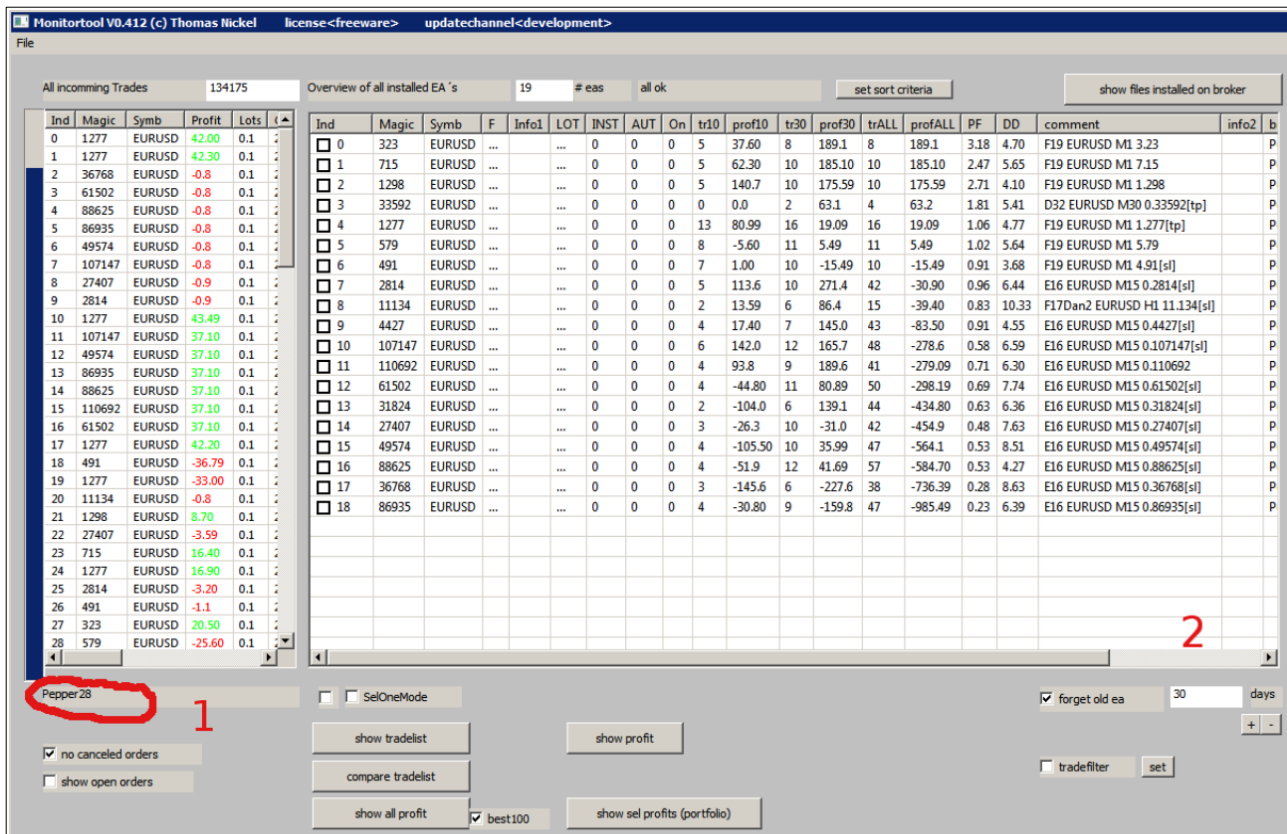 Monitortool V0.412 (c) Thomas Nickel license<freeware> updatechannel<development>
File
All incomming Trades 134175 Overview of all installed EA´s 19 # eas all ok set sort criteria show files installed on broker
Ind Magic Symb Profit Lots
0 1277 EURUSD 42.00 0.1
1 1277 EURUSD 42.30 0.1
2 36768 EURUSD -0.8 0.1
3 61502 EURUSD -0.8 0.1
4 88625 EURUSD -0.8 0.1
5 86935 EURUSD -0.8 0.1
6 49574 EURUSD -0.8 0.1
7 107147 EURUSD -0.8 0.1
8 27407 EURUSD -0.9 0.1
9 2814 EURUSD -0.9 0.1
10 1277 EURUSD 43.49 0.1
11 107147 EURUSD 37.10 0.1
12 49574 EURUSD 37.10 0.1
13 86935 EURUSD 37.10 0.1
14 88625 EURUSD 37.10 0.1
15 110692 EURUSD 37.10 0.1
16 61502 EURUSD 37.10 0.1
17 1277 EURUSD 42.20 0.1
18 491 EURUSD -36.79 0.1
19 1277 EURUSD -33.00 0.1
20 11134 EURUSD -0.8 0.1
21 1298 EURUSD 8.70 0.1
22 27407 EURUSD -3.59 0.1
23 715 EURUSD 16.40 0.1
24 1277 EURUSD 16.90 0.1
25 2814 EURUSD -3.20 0.1
26 491 EURUSD -1.1 0.1
27 323 EURUSD 20.50 0.1
28 579 EURUSD -25.60 0.1
Ind Magic Symb F Info1 LOT INST AUT On tr10 prof10 tr30 prof30 trALL profALL PF DD comment info2 b
0 323 EURUSD ... ... 0 0 0 5 37.60 8 189.1 8 189.1 3.18 4.70 F19 EURUSD M1 3.23 P
1 715 EURUSD ... ... 0 0 0 5 62.30 10 185.10 10 185.10 2.47 5.65 F19 EURUSD M1 7.15 P
2 1298 EURUSD ... ... 0 0 0 5 140.7 10 175.59 10 175.59 2.71 4.10 F19 EURUSD M1 1.298 P
3 33592 EURUSD ... ... 0 0 0 0 0.0 2 63.1 4 63.2 1.81 5.41 D32 EURUSD M30 0.33592[tp] P
4 1277 EURUSD ... ... 0 0 0 13 80.99 16 19.09 16 19.09 1.06 4.77 F19 EURUSD M1 1.277[tp] P
5 579 EURUSD ... ... 0 0 0 8 -5.60 11 5.49 11 5.49 1.02 5.64 F19 EURUSD M1 5.79 P
6 491 EURUSD ... ... 0 0 0 7 1.00 10 -15.49 10 -15.49 0.91 3.68 F19 EURUSD M1 4.91[sl] P
7 2814 EURUSD ... ... 0 0 0 5 113.6 10 271.4 42 -30.90 0.96 6.44 E16 EURUSD M15 0.2814[sl] P
8 11134 EURUSD ... ... 0 0 0 2 13.59 6 86.4 15 -39.40 0.83 10.33 F17Dan2 EURUSD H1 11.134[sl] P
9 4427 EURUSD ... ... 0 0 0 4 17.40 7 145.0 43 -83.50 0.91 4.55 E16 EURUSD M15 0.4427[sl] P
10 107147 EURUSD ... ... 0 0 0 6 142.0 12 165.7 48 -278.6 0.58 6.59 E16 EURUSD M15 0.107147[sl] P
11 110692 EURUSD ... ... 0 0 0 4 93.8 9 189.6 41 -279.09 0.71 6.30 E16 EURUSD M15 0.110692 P
12 61502 EURUSD ... ... 0 0 0 4 -44.80 11 80.89 50 -298.19 0.69 7.74 E16 EURUSD M15 0.61502[sl] P
13 31824 EURUSD ... ... 0 0 0 2 -104.0 6 139.1 44 -434.80 0.63 6.36 E16 EURUSD M15 0.31824[sl] P
14 27407 EURUSD ... ... 0 0 0 3 -26.3 10 -31.0 42 -454.9 0.48 7.63 E16 EURUSD M15 0.27407[sl] P
15 49574 EURUSD ... ... 0 0 0 4 -105.50 10 35.99 47 -564.1 0.53 8.51 E16 EURUSD M15 0.49574[sl] P
16 88625 EURUSD ... ... 0 0 0 4 -51.9 12 41.69 57 -584.70 0.53 4.27 E16 EURUSD M15 0.88625[sl] P
17 36768 EURUSD ... ... 0 0 0 3 -145.6 6 -227.6 38 -736.39 0.28 8.63 E16 EURUSD M15 0.36768[sl] P
18 86935 EURUSD ... ... 0 0 0 4 -30.80 9 -159.8 47 -985.49 0.23 6.39 E16 EURUSD M15 0.86935[sl] P
2
Pepper28 1 SelOneMode forget old ea 30 days
+ -
show tradelist show profit
no canceled orders
tradefilter set
show open orders compare tradelist
show all profit best100 show sel profits (portfolio)